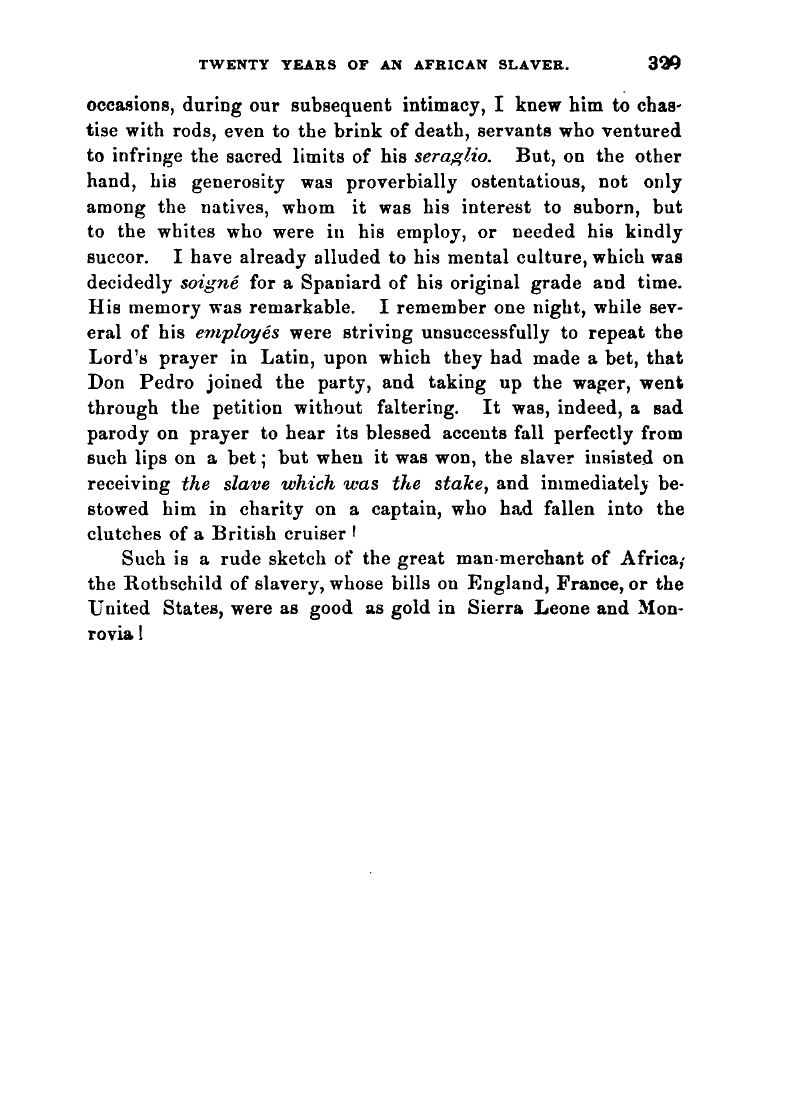 TWENTY YEARS OF AN AFRICAN SLAVER. 329
occasions, during our subsequent intimacy, I knew him to chas-
tise with rods, even to the brink of death, servants who ventured
to infringe the sacred limits of his seraglio. But, on the other
hand, his generosity was proverbially ostentatious, not only
among the natives, whom it was his interest to suborn, but
to the whites who were in his employ, or needed his kindly
succor. I have already alluded to his mental culture, which was
decidedly soigné for a Spaniard of his original grade and time.
His memory was remarkable. I remember one night, while sev-
eral of his employés were striving unsuccessfully to repeat the
Lord's prayer in Latin, upon which they had made a bet, that
Don Pedro joined the party, and taking up the wager, went
through the petition without faltering. It was, indeed, a sad
parody on prayer to hear its blessed accents fall perfectly from
such lips on a bet; but when it was won, the slaver insisted on
receiving the slave which was the stake, and immediately be-
stowed him in charity on a captain, who had fallen into the
clutches of a British cruiser!
Such is a rude sketch of the great man-merchant of Africa,
the Rothschild of slavery, whose bills on England, France, or the
United States, were as good as gold in Sierra Leone and Mon-
rovia!